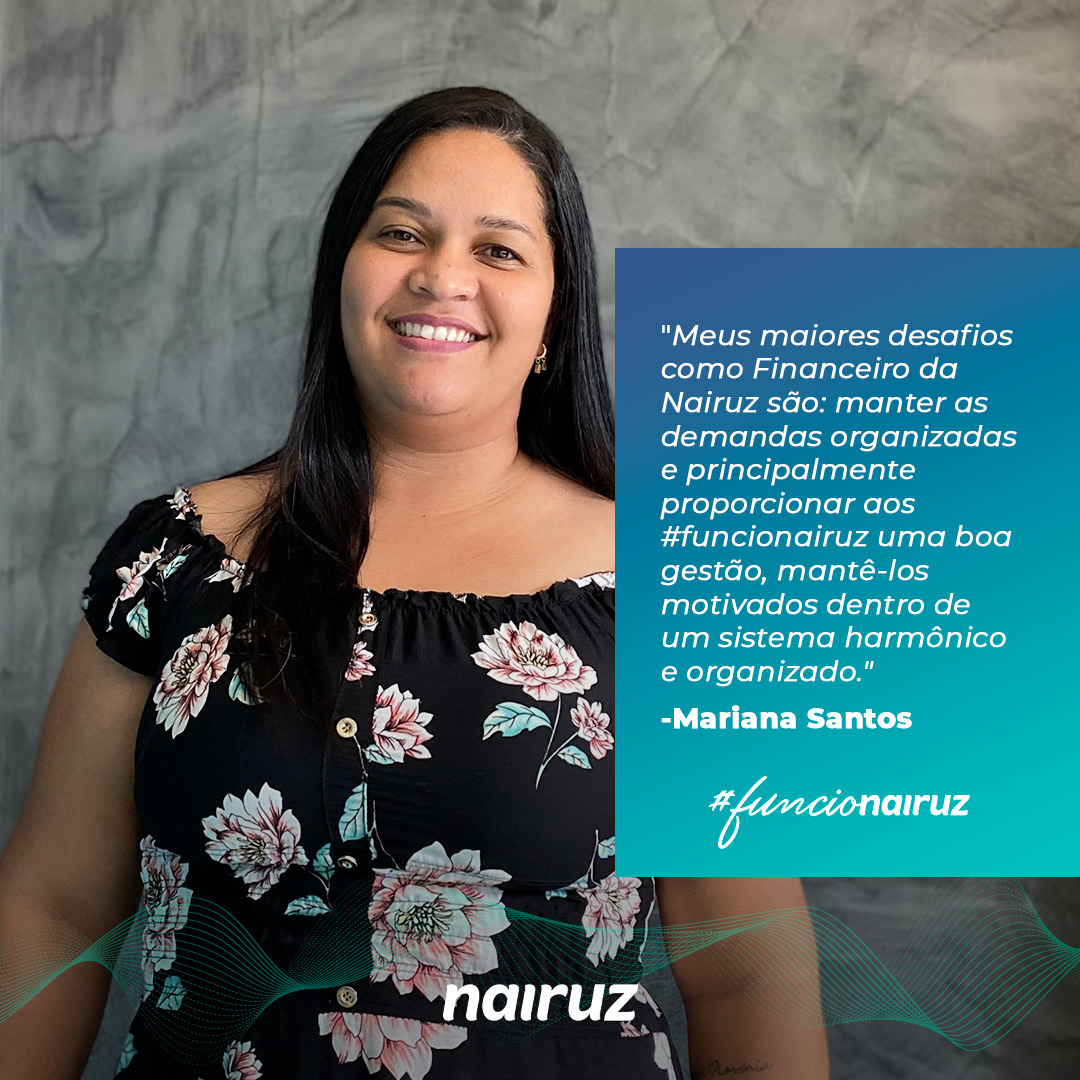 "Meus maiores desafios
como Financeiro da
Nairuz são: manter as
demandas organizadas
e principalmente
proporcionar aos
#funcionairuz uma boa
gestão, mantê-los
motivados dentro de
um sistema harmônico
e organizado."
-Mariana Santos
#funcionairuz
nairuz